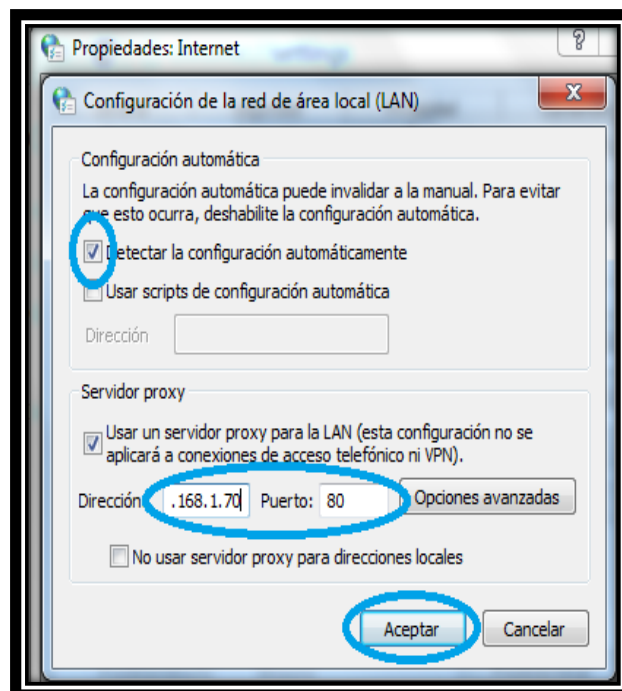 Propiedades: Internet
Configuración de la red de área local (LAN)
Configuración automática
La configuración automática puede invalidar a la manual. Para evitar
que esto ocurra, deshabilite la configuración automática.
Detectar la configuración automáticamente
Usar scripts de configuración automática
Dirección
Servidor proxy
Usar un servidor proxy para la LAN (esta configuración no se
aplicará a conexiones de acceso telefónico ni VPN).
Dirección: .168.1.70 Puerto: 80 Opciones avanzadas
No usar servidor proxy para direcciones locales
Aceptar Cancelar